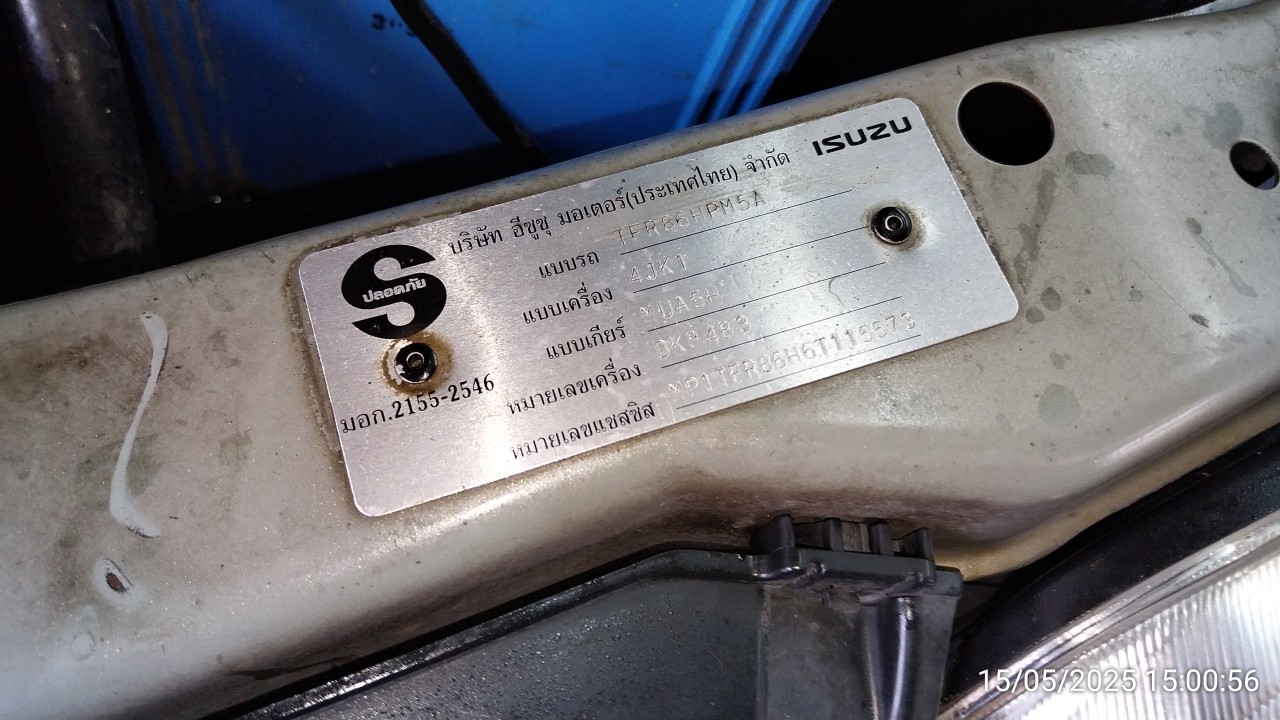 ISUZU
บริษัท อีซูซุ มอเตอร์(ประเทศไทย) จำกัด
ปลอดภัย
แบบรถ TFR86HPM5A
แบบเครื่อง 4JK1
แบบเกียร์ MUA5H
หมายเลขเครื่อง
หมายเลขแชสซิส MP1TFR86H6T115573
มอก.2155-2546
15/05/2025 15:00:56